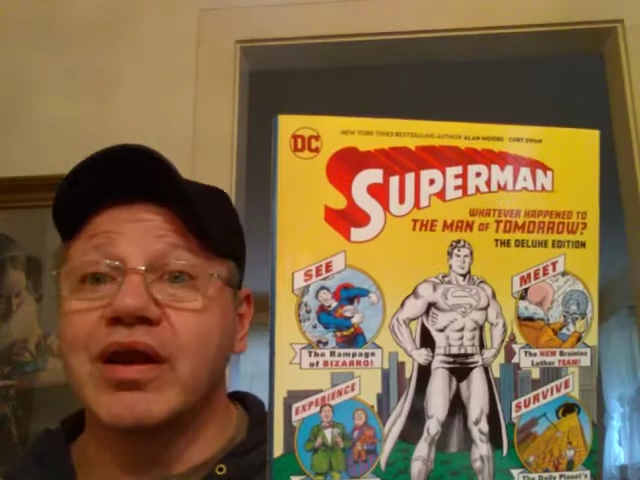 DC
NEW YORK TIMES BESTSELLING AUTHOR ALAN MOORE • CURT SWAN
SUPERMAN
WHATEVER HAPPENED TO
THE MAN OF TOMORROW?
THE DELUXE EDITION
SEE
The Rampage
of BIZARRO!
MEET
The NEW Brainiac
Luthor TEAM!
EXPERIENCE
SURVIVE
The Daily Planet's